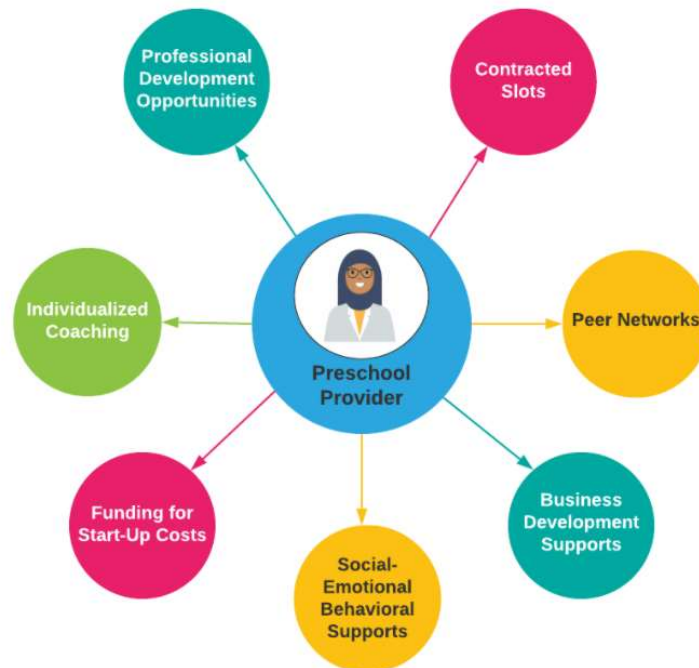 Professional
Development
Opportunities
Contracted
Slots
Individualized
Coaching
Preschool
Provider
Peer Networks
Funding for
Start-Up Costs
Social-
Emotional
Behavioral
Supports
Business
Development
Supports